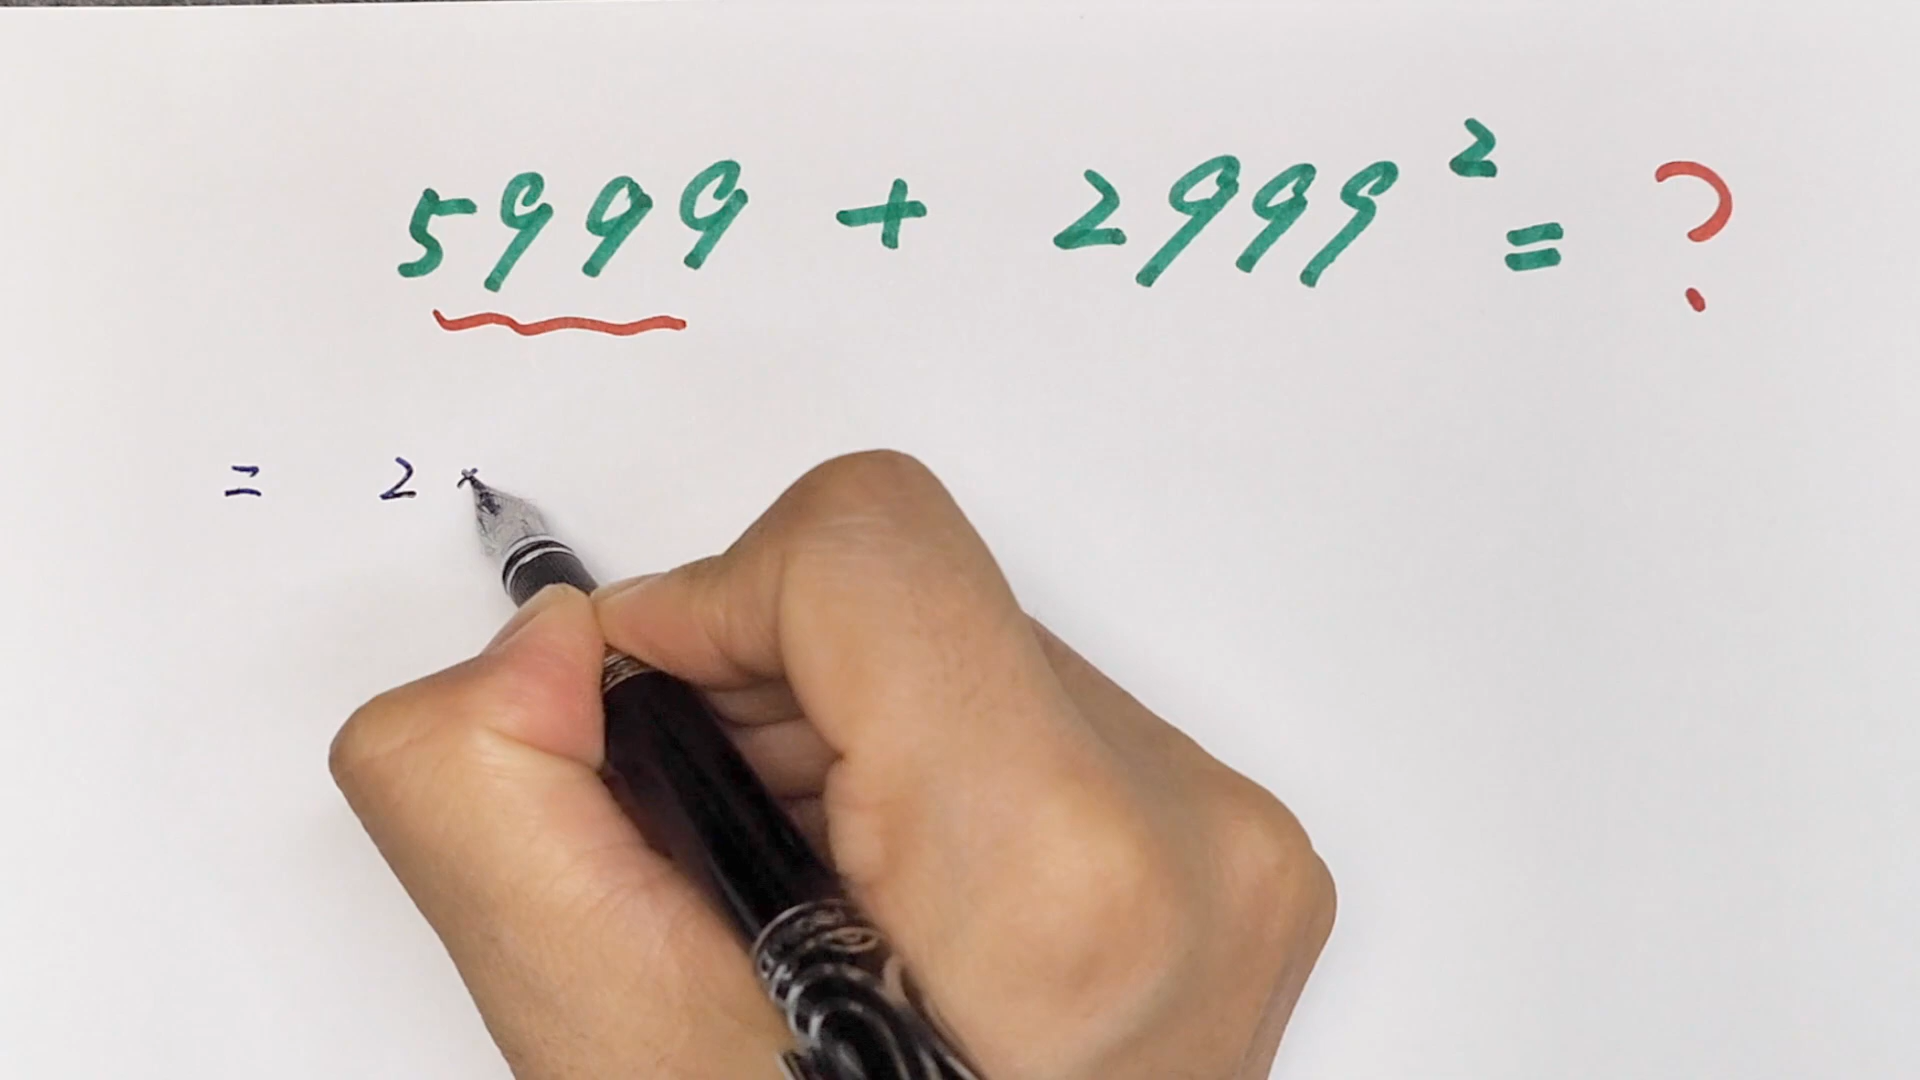 5999 + 2999² = ?
= 2 ×